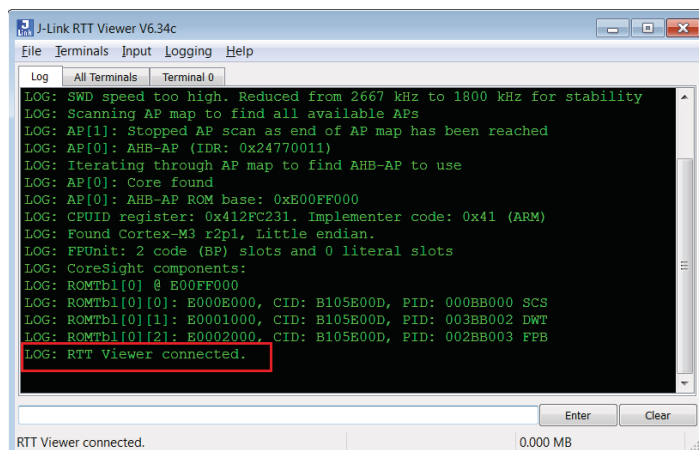 J-Link RTT Viewer V6.34c
File Terminals Input Logging Help
Log All Terminals Terminal 0
LOG: SWD speed too high. Reduced from 2667 kHz to 1800 kHz for stability
LOG: Scanning AP map to find all available APs
LOG: AP[1]: Stopped AP scan as end of AP map has been reached
LOG: AP[0]: AHB-AP (IDR: 0x24770011)
LOG: Iterating through AP map to find AHB-AP to use
LOG: AP[0]: Core found
LOG: AP[0]: AHB-AP ROM base: 0xE00FF000
LOG: CPUID register: 0x412FC231. Implementer code: 0x41 (ARM)
LOG: Found Cortex-M3 r2p1, Little endian.
LOG: FPUnit: 2 code (BP) slots and 0 literal slots
LOG: CoreSight components:
LOG: ROMTbl[0] @ E00FF000
LOG: ROMTbl[0][0]: E000E000, CID: B105E00D, PID: 000BB000 SCS
LOG: ROMTbl[0][1]: E0001000, CID: B105E00D, PID: 003BB002 DWT
LOG: ROMTbl[0][2]: E0002000, CID: B105E00D, PID: 002BB003 FPB
LOG: RTT Viewer connected.
Enter Clear
RTT Viewer connected. 0.000 MB